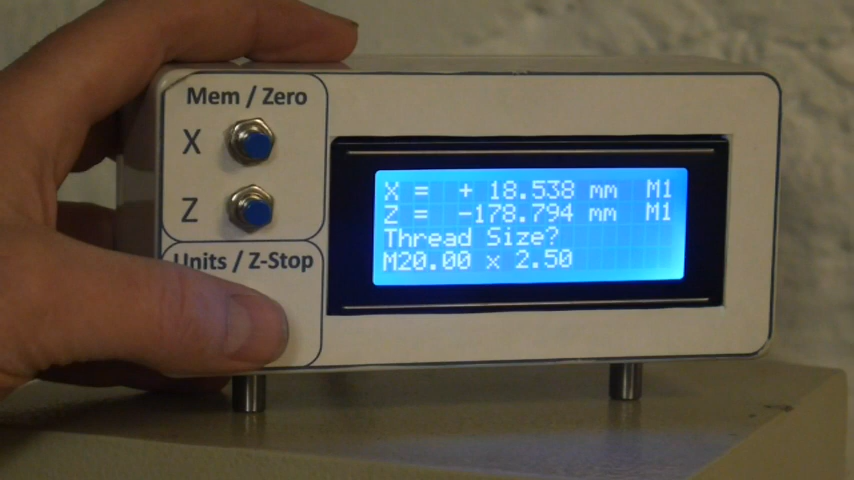 Mem / Zero
X
Z
Units / Z-Stop
X = + 18.538 mm M1
Z = -178.794 mm M1
Thread Size?
M20.00 x 2.50